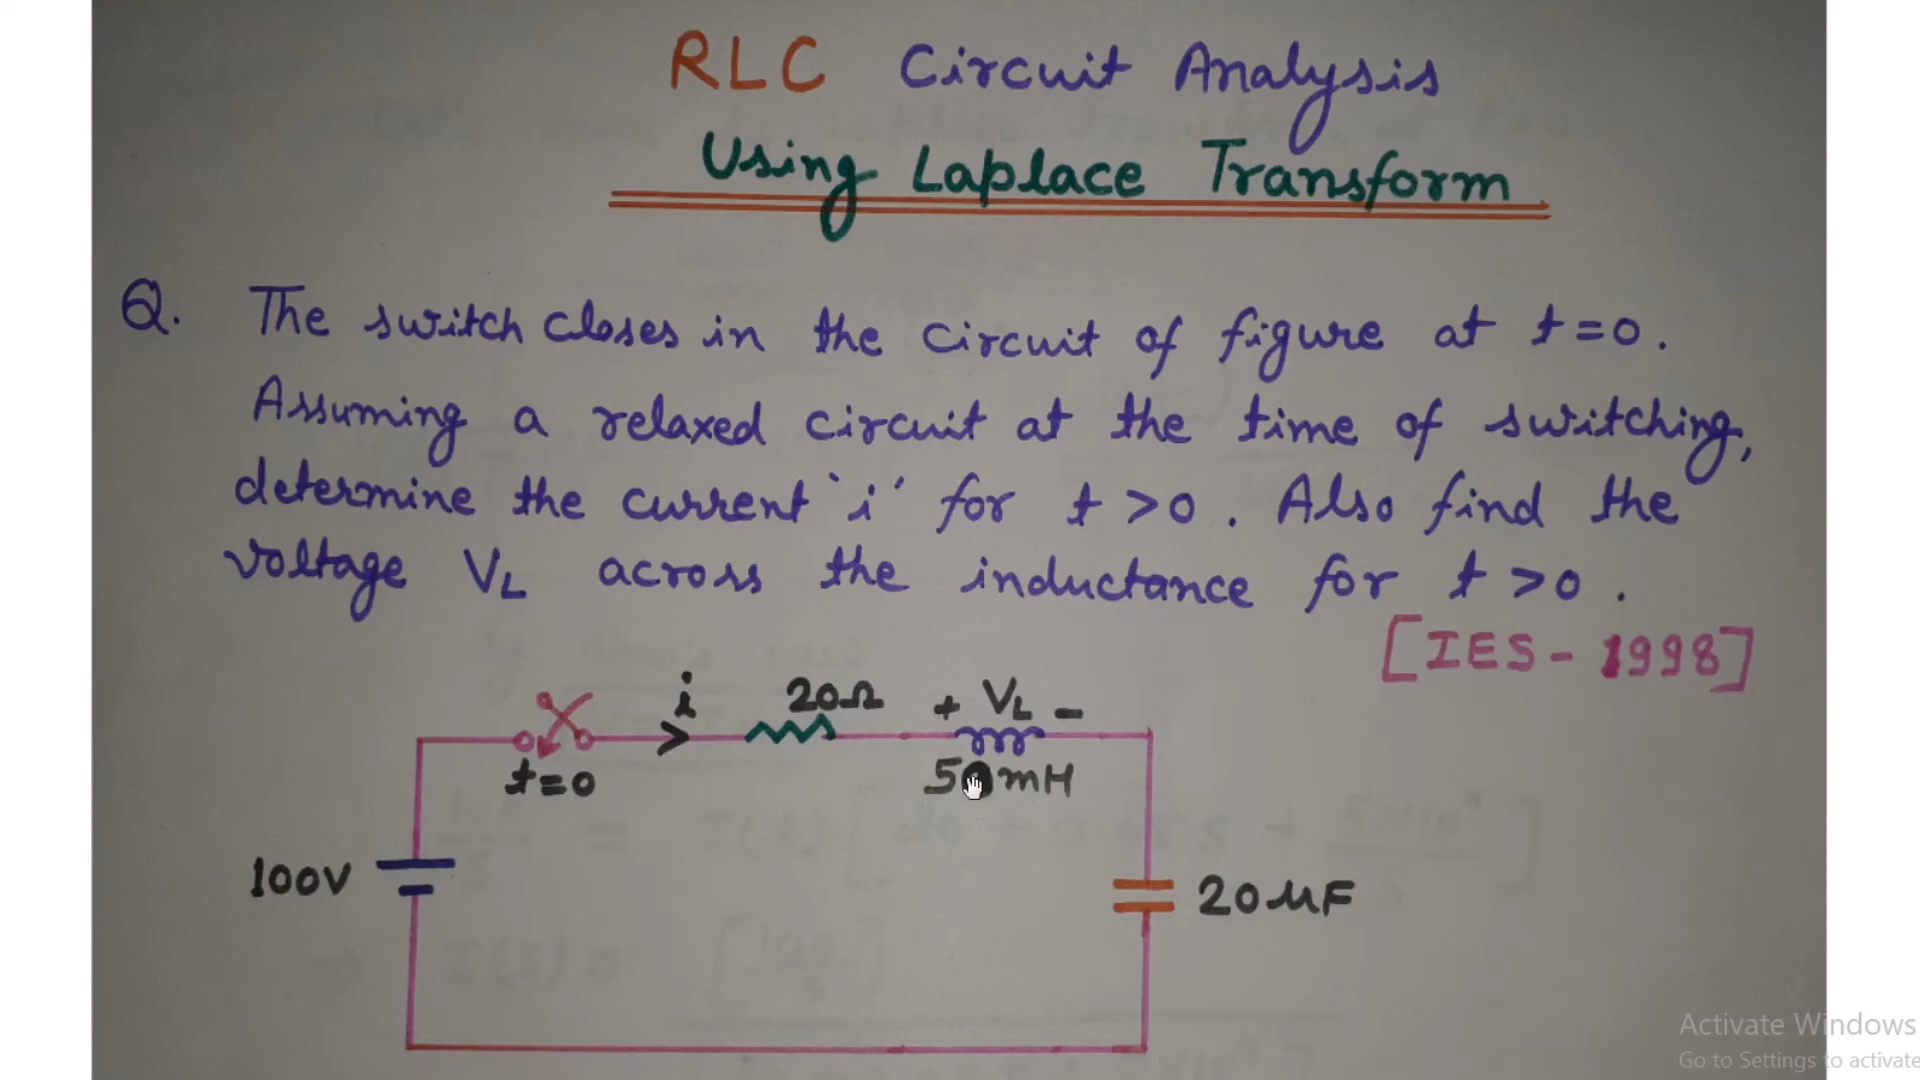 RLC Circuit Analysis
Using Laplace Transform
Q. The switch closes in the circuit of figure at t=0.
Assuming a relaxed circuit at the time of switching,
determine the current 'i' for t>0. Also find the
voltage VL across the inductance for t>0.
[IES-1998]
i 20Ω + VL -
t=0 50mH
100V 20μF
Activate Windows
Go to Settings to activate